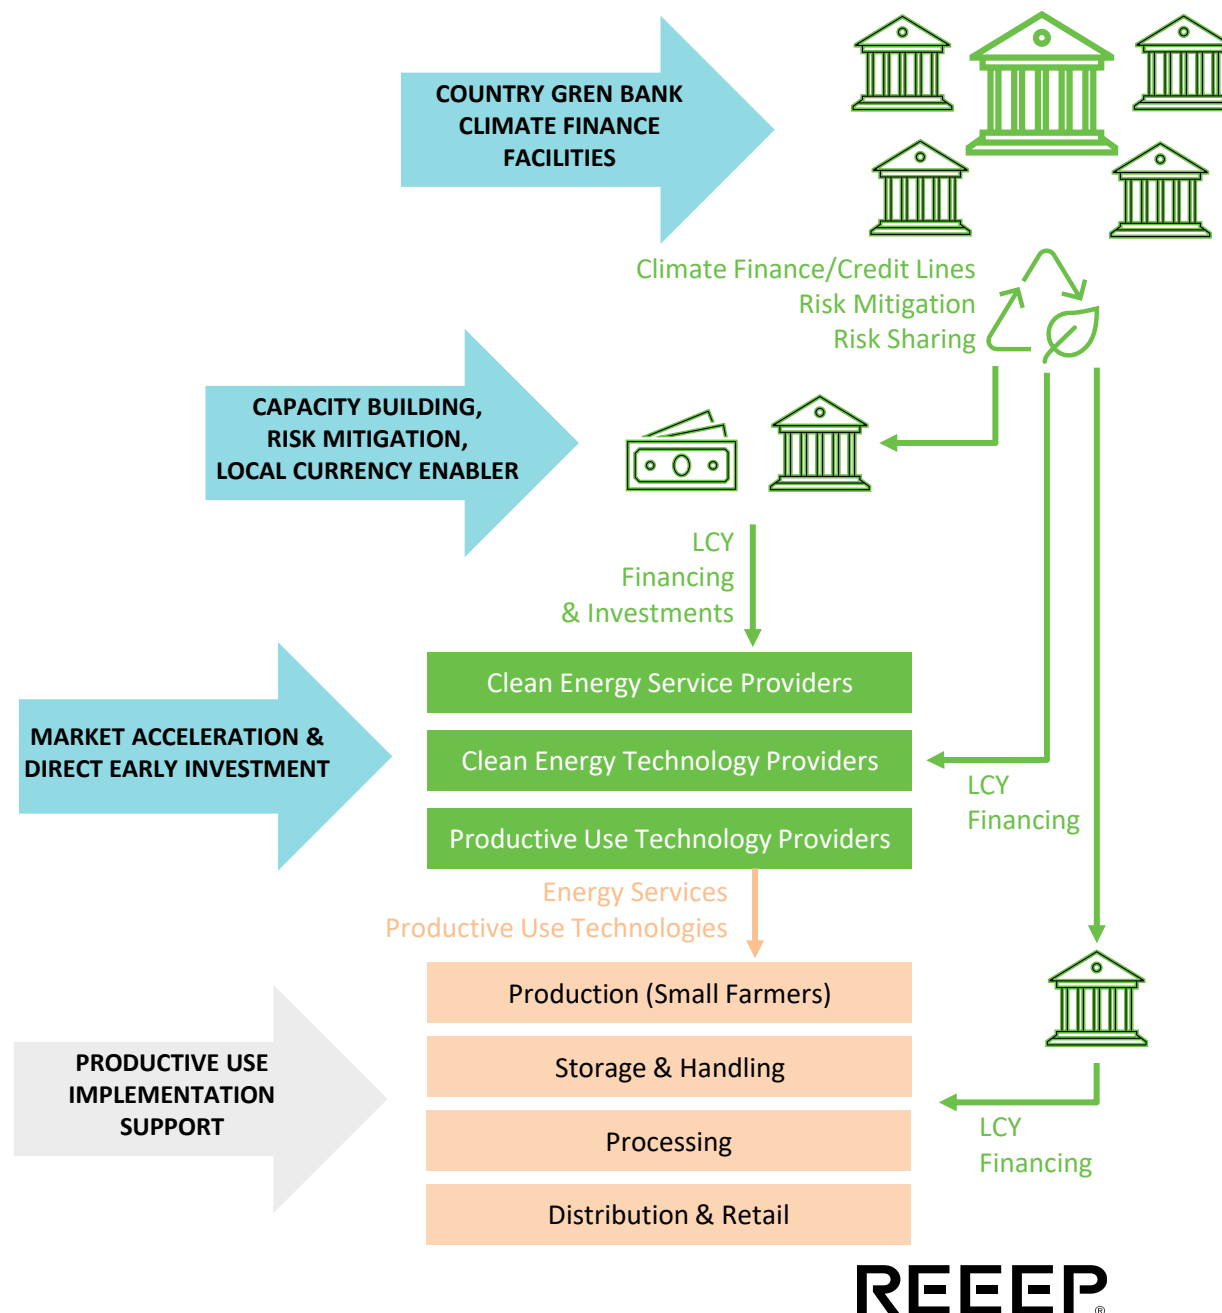 COUNTRY GREN BANK
CLIMATE FINANCE
FACILITIES
Climate Finance/Credit Lines
Risk Mitigation
Risk Sharing
CAPACITY BUILDING,
RISK MITIGATION,
LOCAL CURRENCY ENABLER
LCY
Financing
& Investments
MARKET ACCELERATION &
DIRECT EARLY INVESTMENT
Clean Energy Service Providers
Clean Energy Technology Providers
Productive Use Technology Providers
LCY
Financing
Energy Services
Productive Use Technologies
PRODUCTIVE USE
IMPLEMENTATION
SUPPORT
Production (Small Farmers)
Storage & Handling
Processing
Distribution & Retail
LCY
Financing
REEEP®